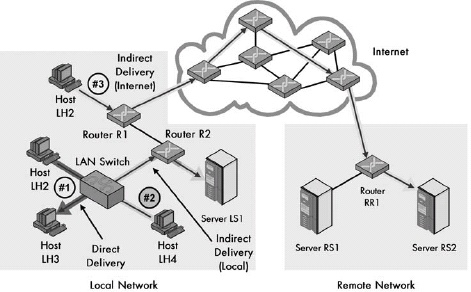 Indirect
Delivery
(Internet)
Internet
#3
Host
LH2
Router R1
Router R2
LAN Switch
Host
LH2
#1
#2
Server LS1
Router
RR1
Host
LH3
Direct
Delivery
Host
LH4
Indirect
Delivery
(Local)
Server RS1
Server RS2
Local Network
Remote Network